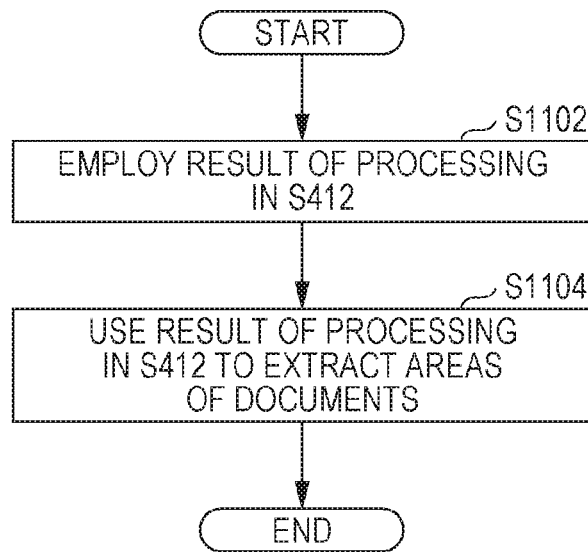 START
S1102
EMPLOY RESULT OF PROCESSING
IN S412
S1104
USE RESULT OF PROCESSING
IN S412 TO EXTRACT AREAS
OF DOCUMENTS
END